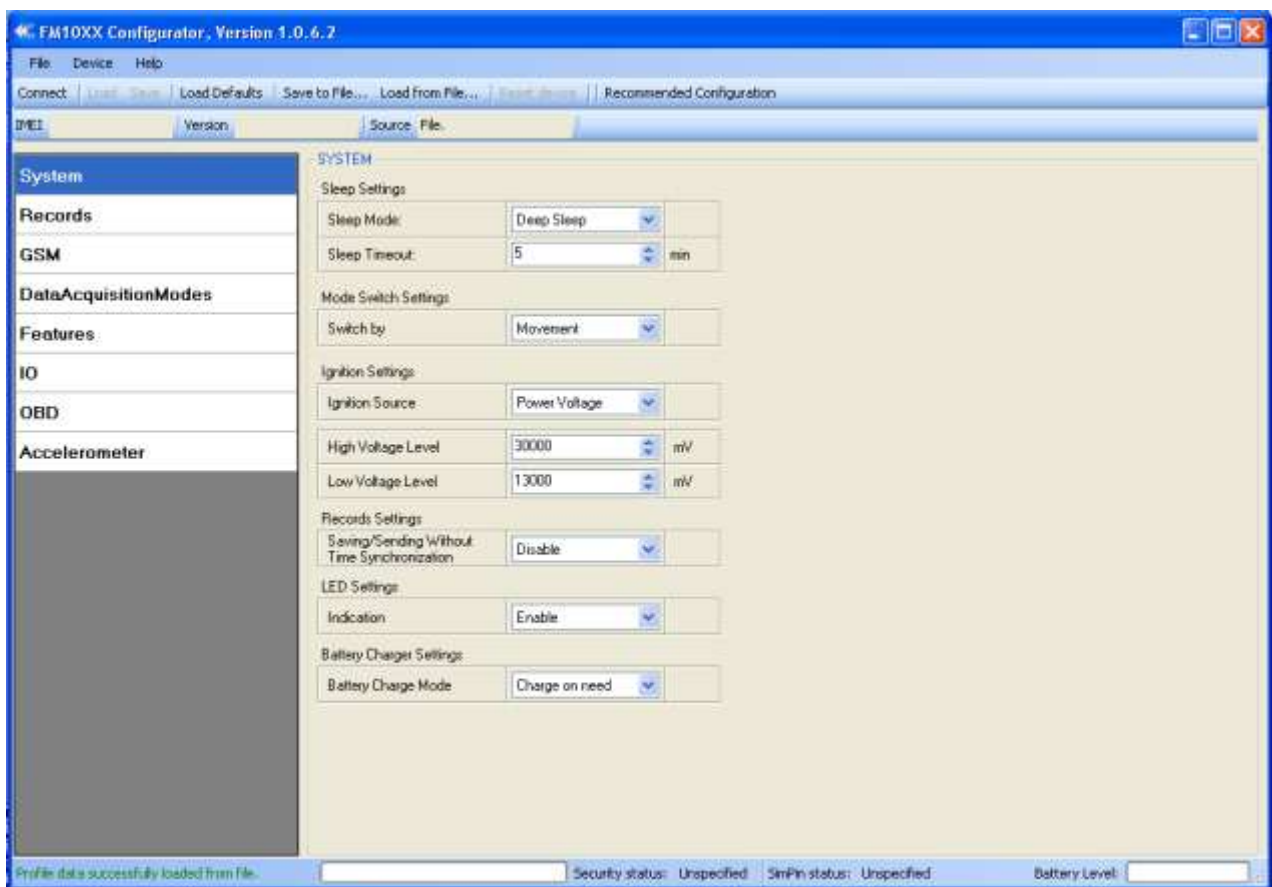 FM10XX Configurator, Version 1.0.6.2
File Device Help
Connect Load Save Load Defaults Save to File... Load from File... Reset device Recommended Configuration
IMEI Version Source File.
System
Records
GSM
DataAcquisitionModes
Features
IO
OBD
Accelerometer
SYSTEM
Sleep Settings
Sleep Mode: Deep Sleep
Sleep Timeout: 5 min
Mode Switch Settings
Switch by Movement
Ignition Settings
Ignition Source Power Voltage
High Voltage Level 30000 mV
Low Voltage Level 13000 mV
Records Settings
Saving/Sending Without
Time Synchronization Disable
LED Settings
Indication Enable
Battery Charger Settings
Battery Charge Mode Charge on need
Profile data successfully loaded from file. Security status: Unspecified SimPin status: Unspecified Battery Level: